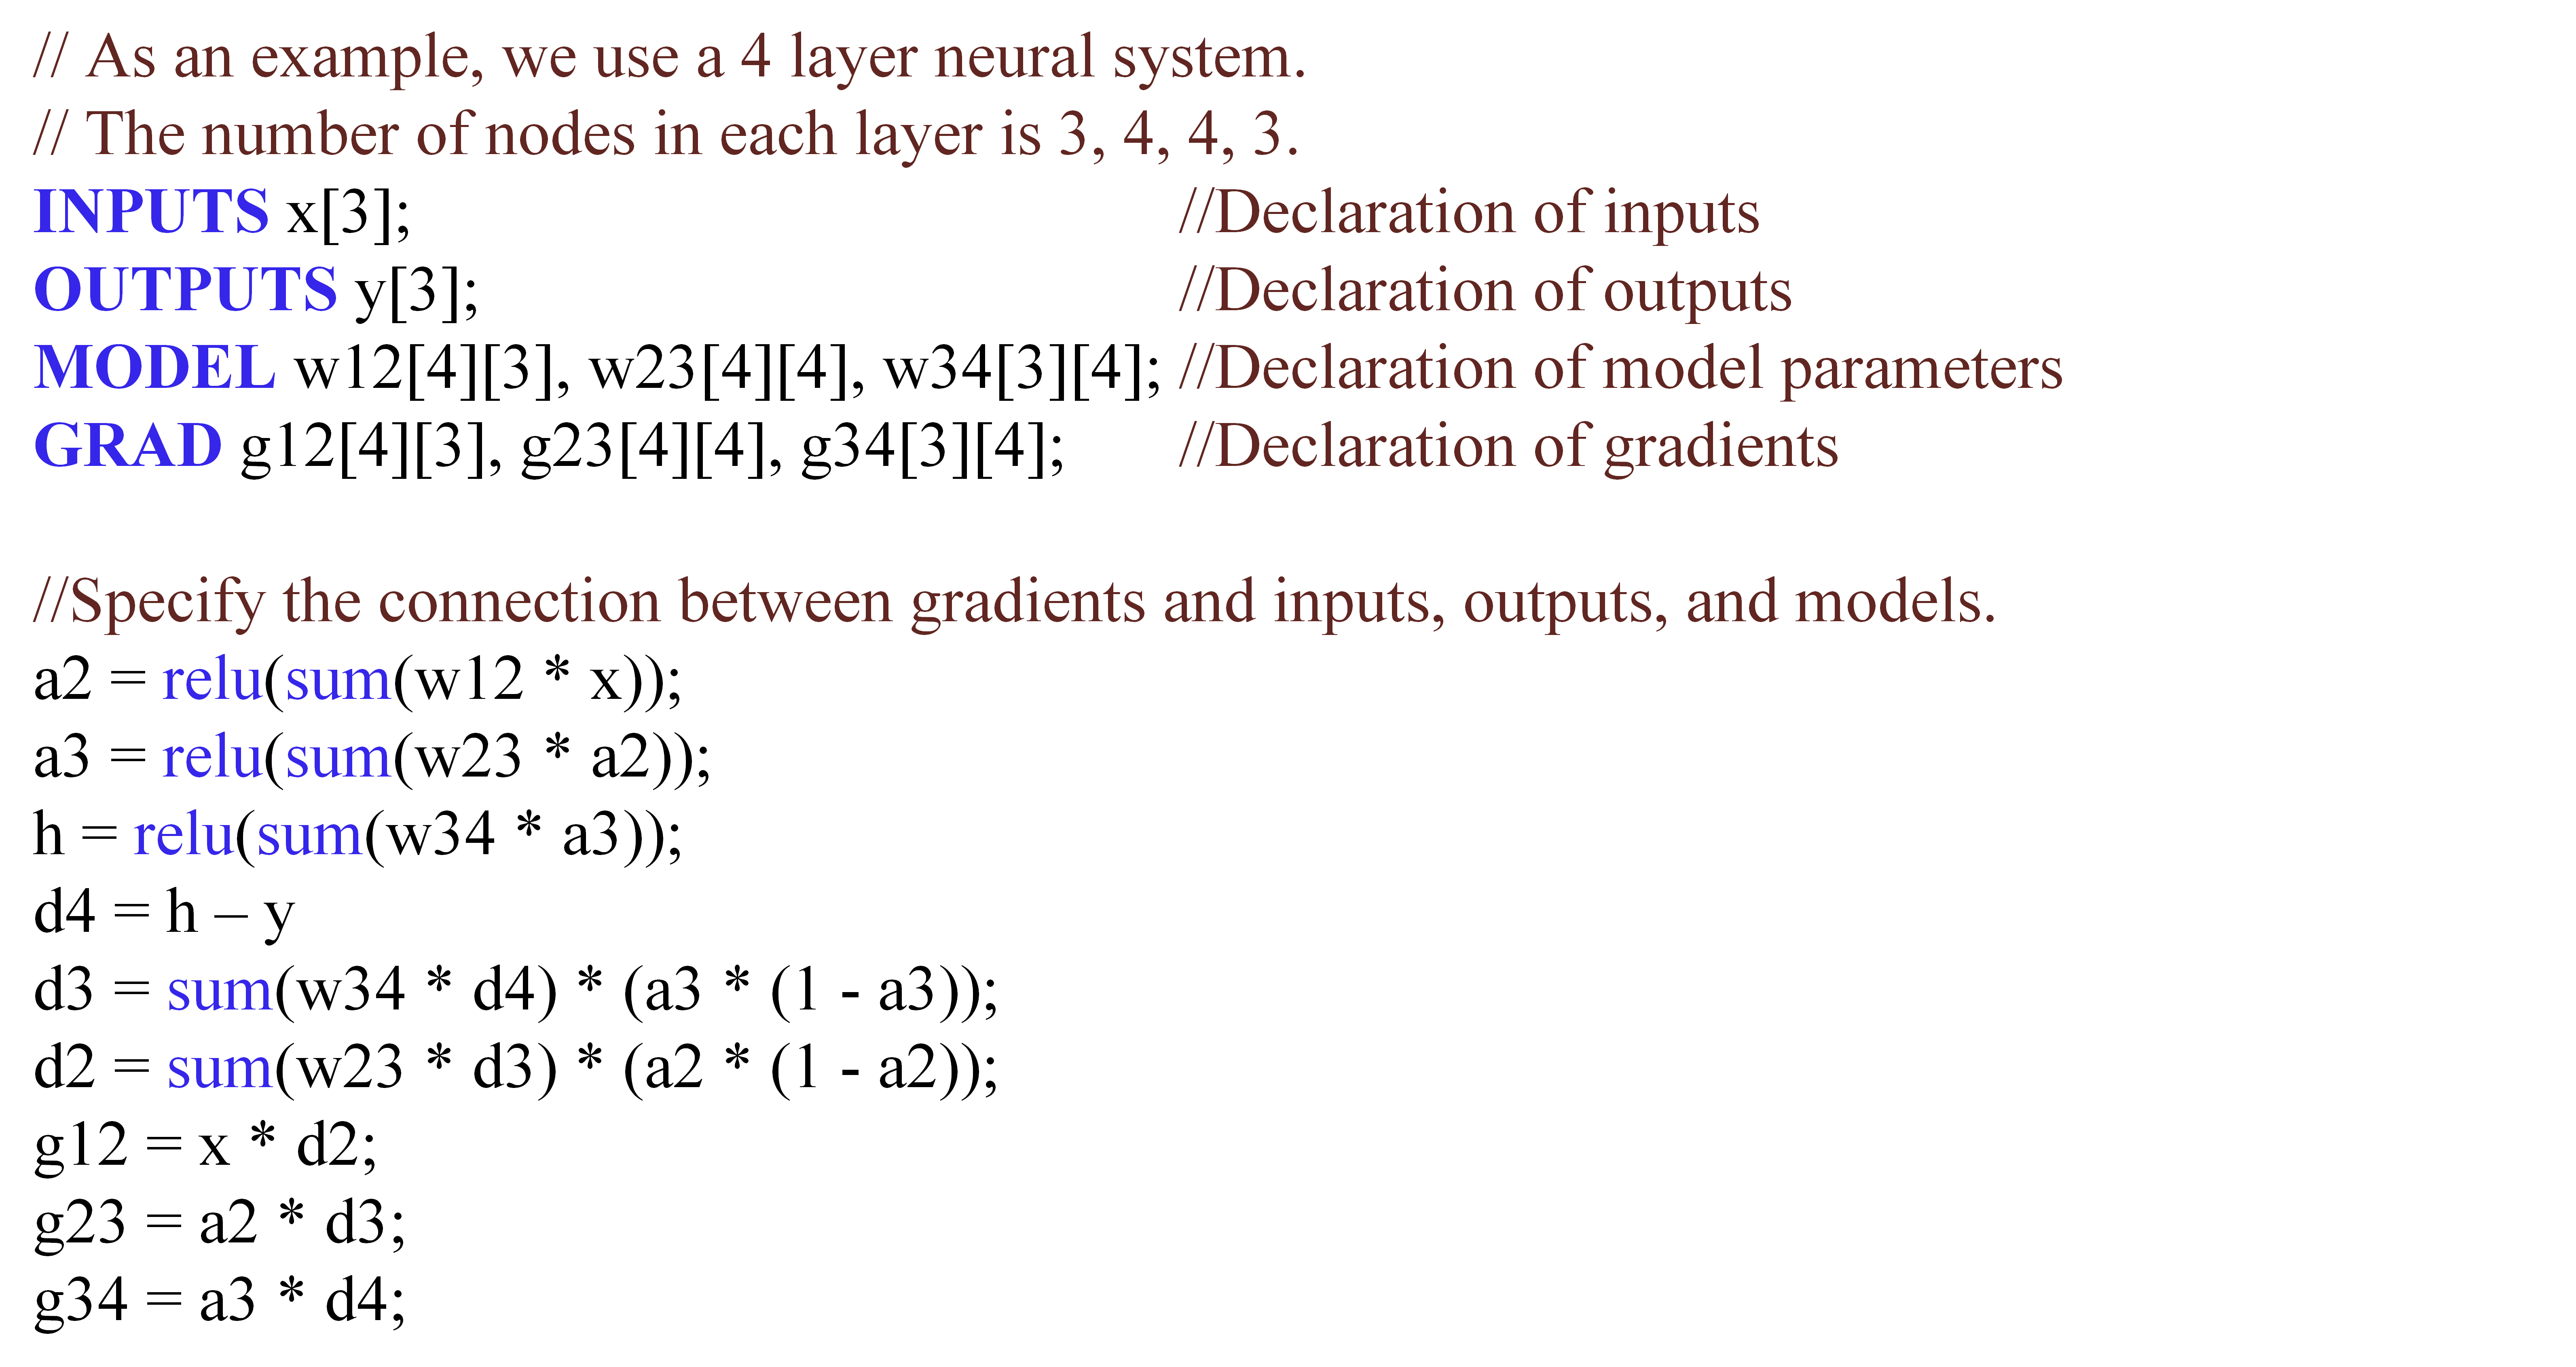 // As an example, we use a 4 layer neural system.
// The number of nodes in each layer is 3, 4, 4, 3.
INPUTS x[3]; //Declaration of inputs
OUTPUTS y[3]; //Declaration of outputs
MODEL w12[4][3], w23[4][4], w34[3][4]; //Declaration of model parameters
GRAD g12[4][3], g23[4][4], g34[3][4]; //Declaration of gradients
//Specify the connection between gradients and inputs, outputs, and models.
a2 = relu(sum(w12 * x));
a3 = relu(sum(w23 * a2));
h = relu(sum(w34 * a3));
d4 = h – y
d3 = sum(w34 * d4) * (a3 * (1 - a3));
d2 = sum(w23 * d3) * (a2 * (1 - a2));
g12 = x * d2;
g23 = a2 * d3;
g34 = a3 * d4;